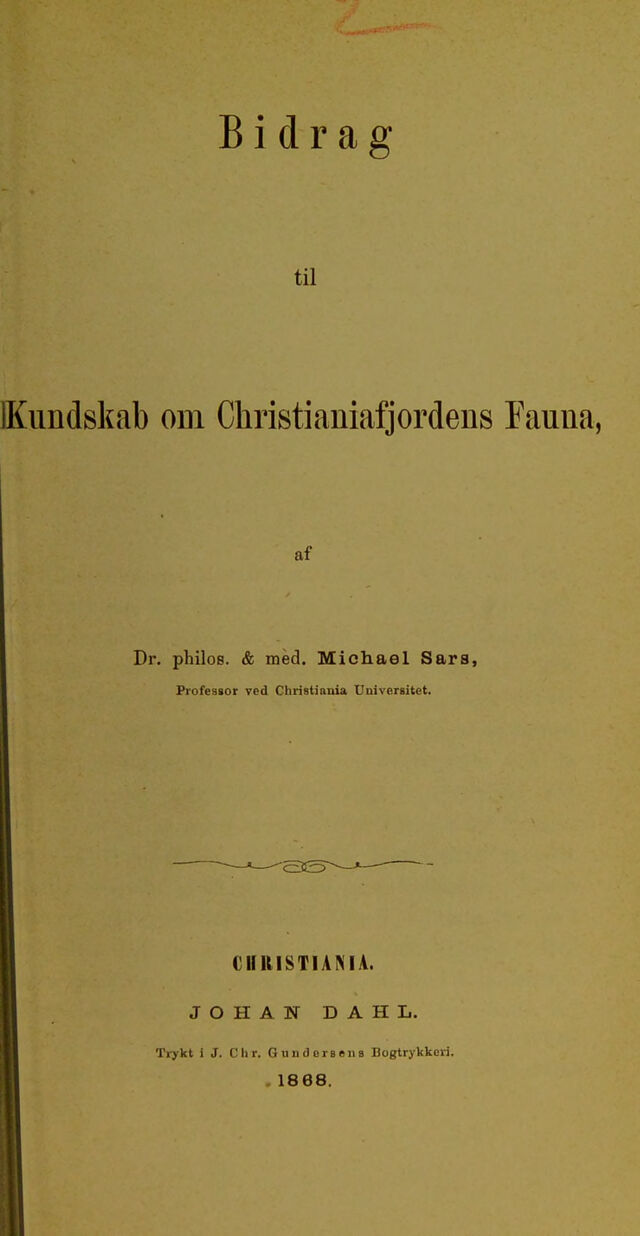 Bidrag
til
Kundskab om Christianiafjordens Fauna,
af
Dr. philos. & med. Michael Sars,
Professor ved Christiania Universitet.
CHRISTIANIA.
JOHAN DAHL.
Trykt i J. Chr. Gundersens Bogtrykkeri.
1868.